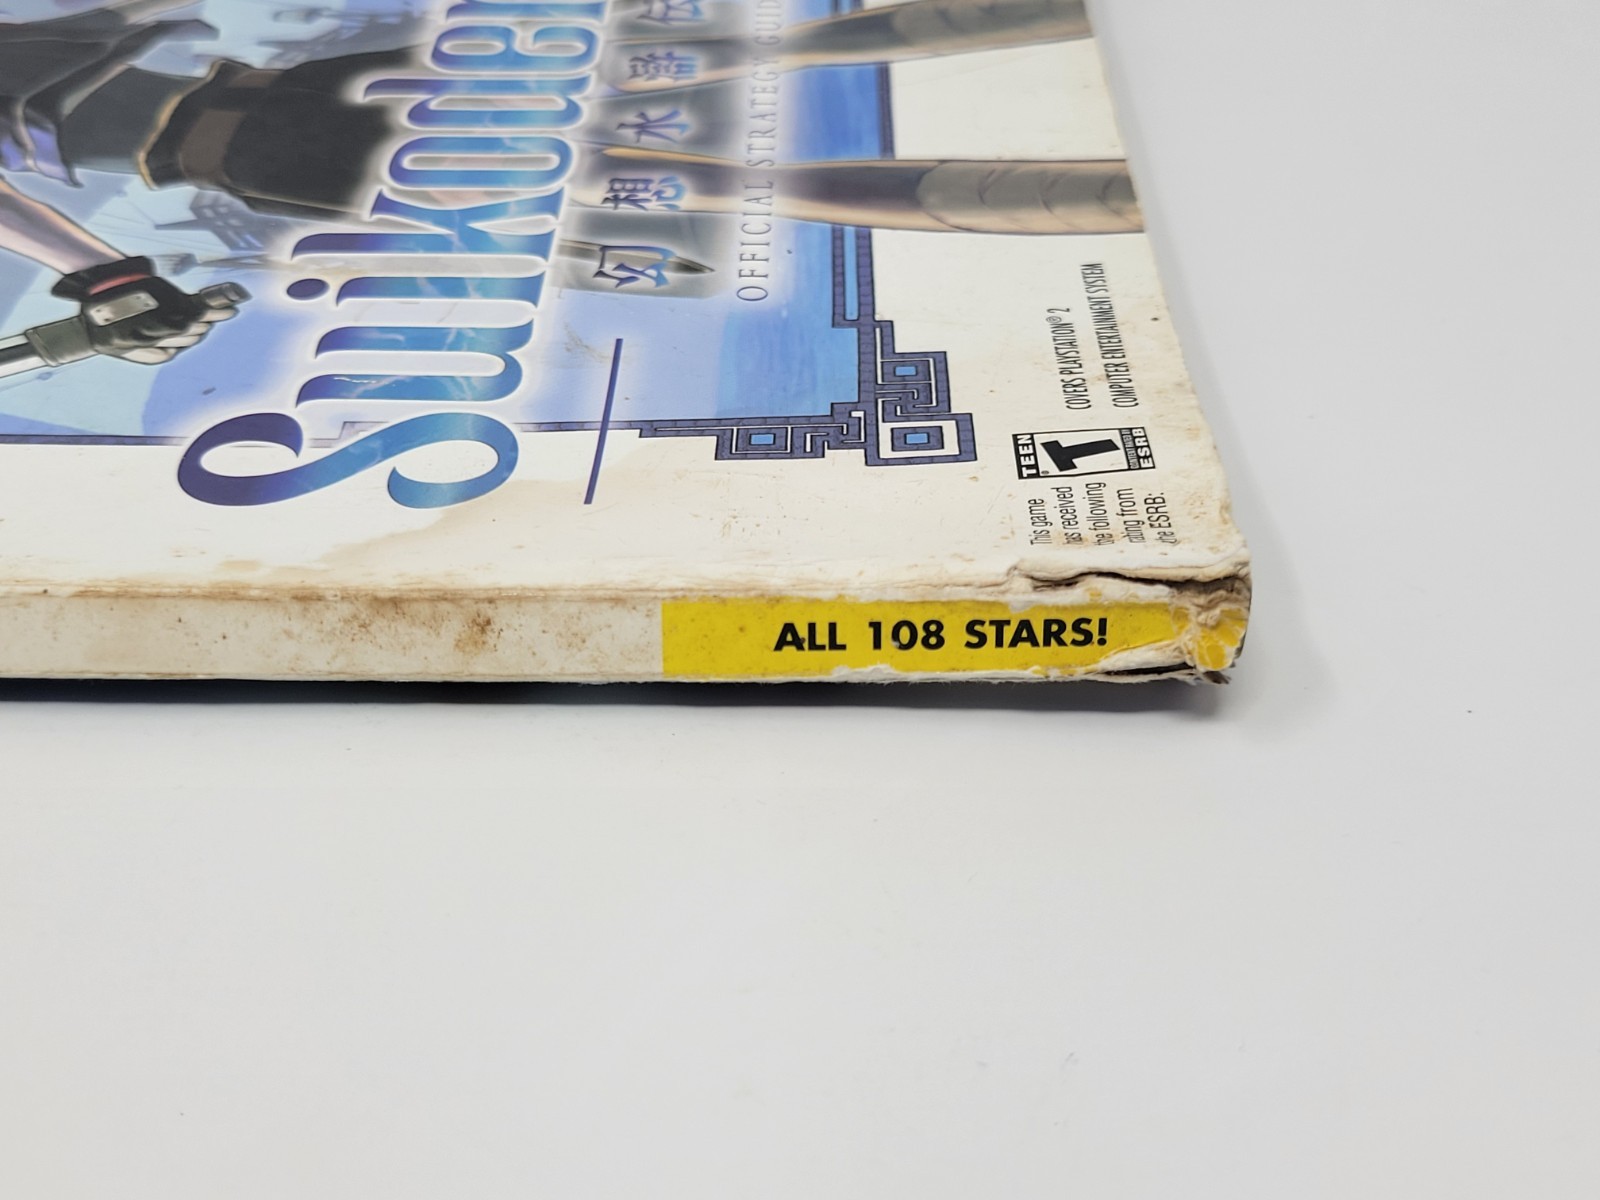 Suikoden
幻想水滸伝
OFFICIAL STRATEGY GUIDE
COVERS PLAYSTATION® 2
COMPUTER ENTERTAINMENT SYSTEM
TEEN
T
ESRB
This game
has received
the following
rating from
the ESRB:
ALL 108 STARS!